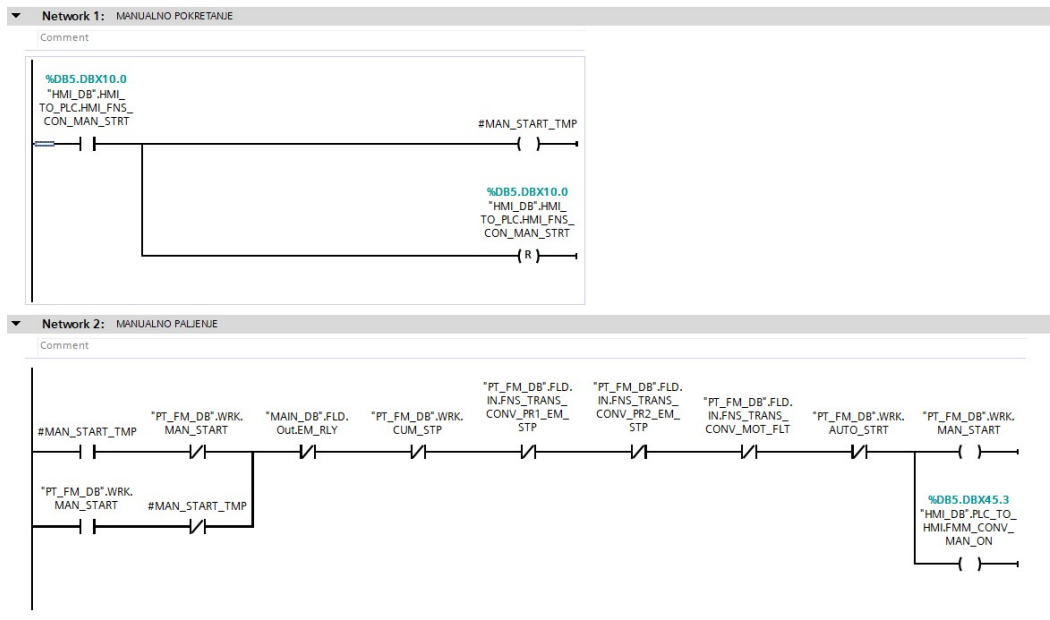 Network 1: MANUALNO POKRETANJE
Comment
%DB5.DBX10.0
"HMI_DB".HMI_
TO_PLC.HMI_FNS_
CON_MAN_STRT
#MAN_START_TMP
%DB5.DBX10.0
"HMI_DB".HMI_
TO_PLC.HMI_FNS_
CON_MAN_STRT
R
Network 2: MANUALNO PALJENJE
Comment
#MAN_START_TMP
"PT_FM_DB".WRK.
MAN_START
"MAIN_DB".FLD.
Out.EM_RLY
"PT_FM_DB".WRK.
CUM_STP
"PT_FM_DB".FLD.
IN.FNS_TRANS_
CONV_PR1_EM_
STP
"PT_FM_DB".FLD.
IN.FNS_TRANS_
CONV_PR2_EM_
STP
"PT_FM_DB".FLD.
IN.FNS_TRANS_
CONV_MOT_FLT
"PT_FM_DB".WRK.
AUTO_STRT
"PT_FM_DB".WRK.
MAN_START
"PT_FM_DB".WRK.
MAN_START
#MAN_START_TMP
%DB5.DBX45.3
"HMI_DB".PLC_TO_
HMI.FMM_CONV_
MAN_ON